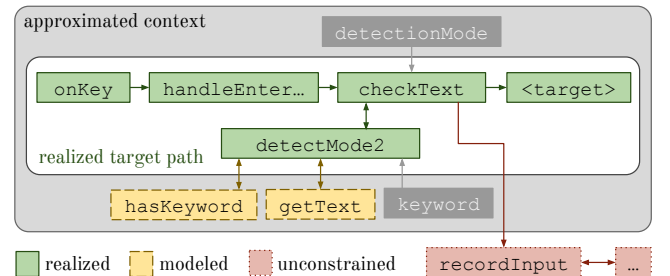 approximated context
detectionMode
onKey
handleEnter…
checkText
<target>
detectMode2
realized target path
hasKeyword
getText
keyword
realized
modeled
unconstrained
recordInput
…